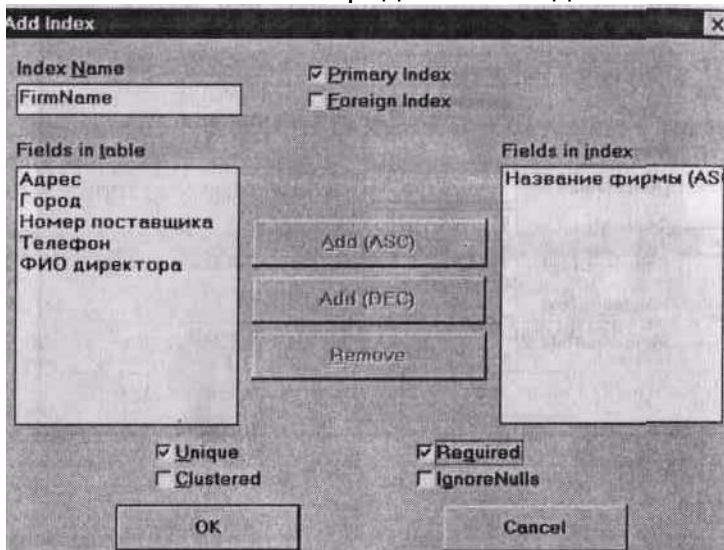 Add Index
Index Name
Primary Index
FirmName
Foreign Index
Fields in table
Fields in index
Адрес
Город
Номер поставщика
Телефон
ФИО директора
Название фирмы (AS
Add (ASC)
Add (DEC)
Remove
Unique
Required
Clustered
IgnoreNulls
OK
Cancel